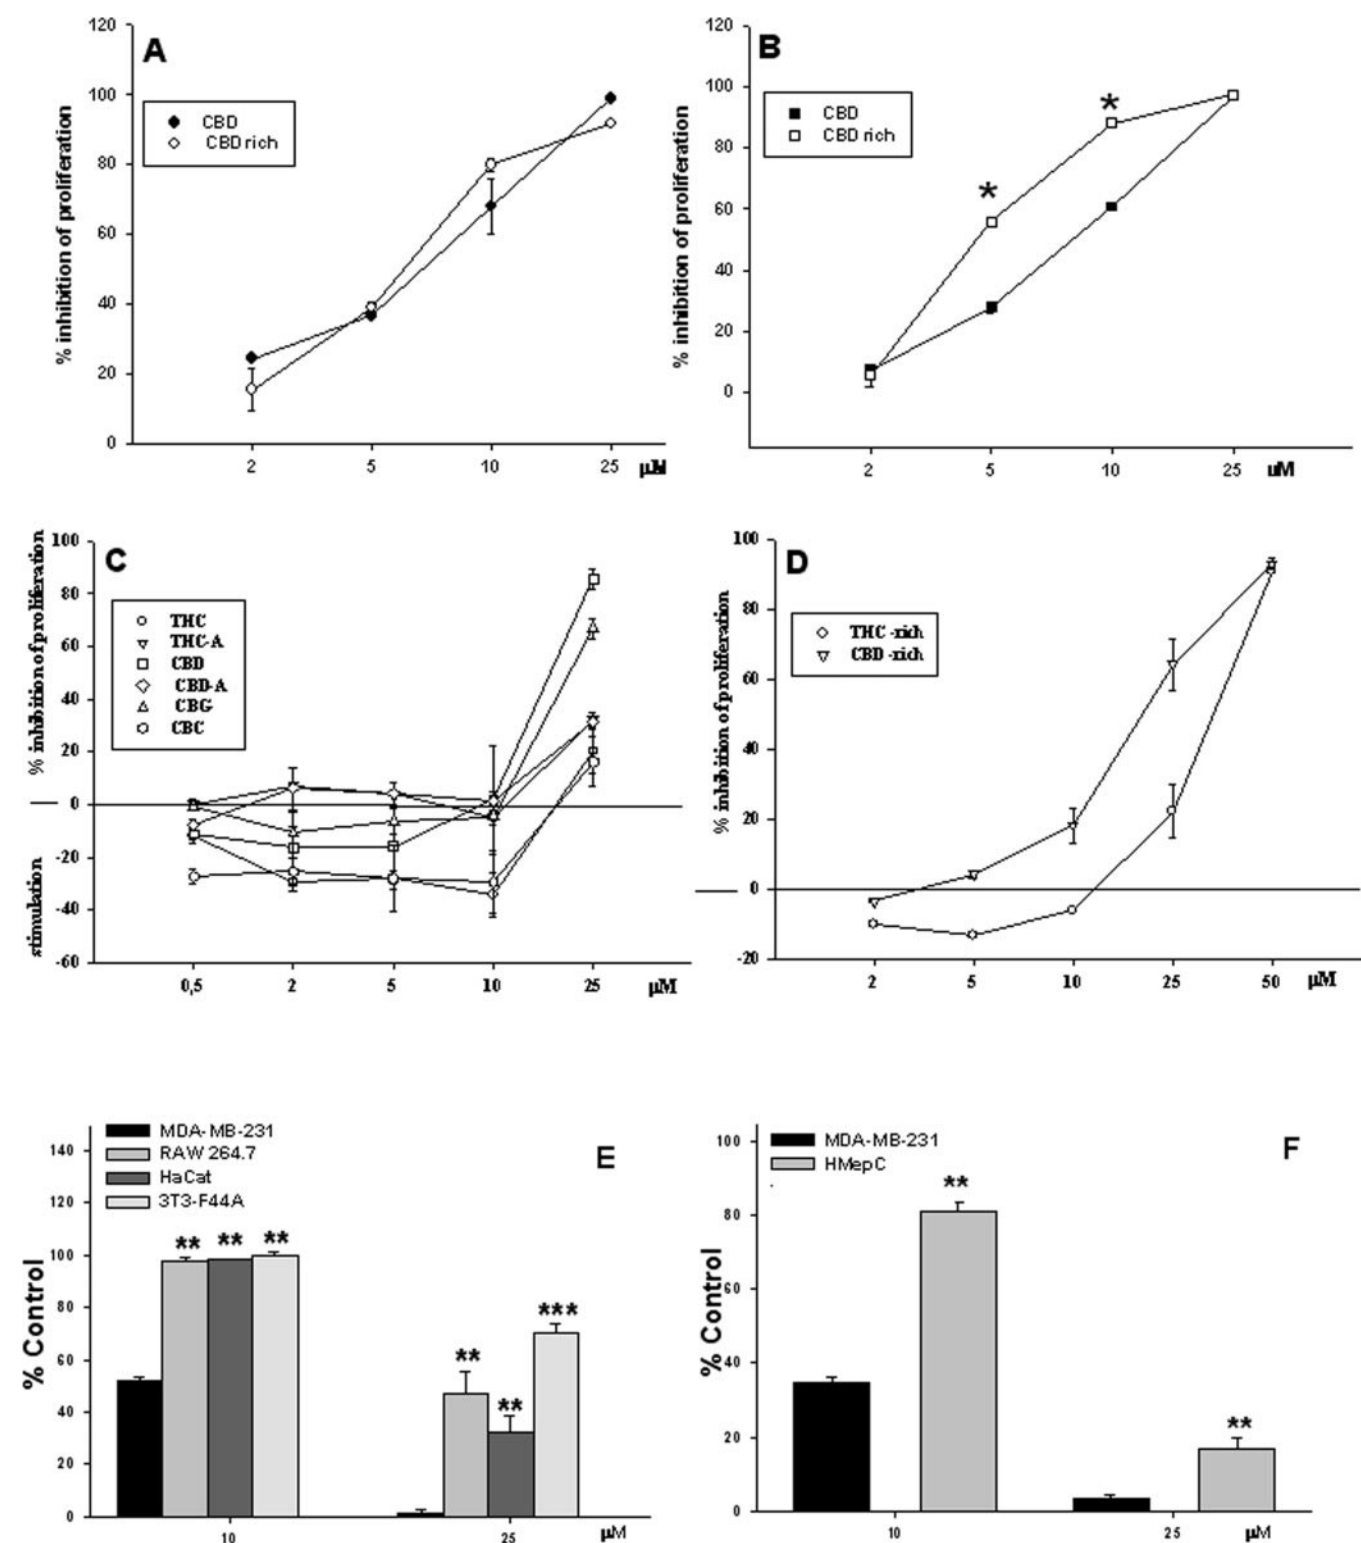 A
120
100
80
60
40
20
0
% inhibition of proliferation
CBD
CBD rich
2 5 10 25 µM
B
120
100
80
60
40
20
0
% inhibition of proliferation
CBD
CBD rich
*
*
2 5 10 25 uM
C
100
80
60
40
20
0
-20
-40
-60
% inhibition of proliferation
stimulation
THC
THC-A
CBD
CBD-A
CBG
CBC
0,5 2 5 10 25 µM
D
100
80
60
40
20
0
-20
% inhibition of proliferation
THC -rich
CBD -rich
2 5 10 25 50 µM
E
140
120
100
80
60
40
20
0
% Control
MDA-MB-231
RAW 264.7
HaCat
3T3-F44A
** ** **
** ** ***
10 25 µM
F
100
80
60
40
20
0
% Control
MDA-MB-231
HMepC
**
**
10 25 µM